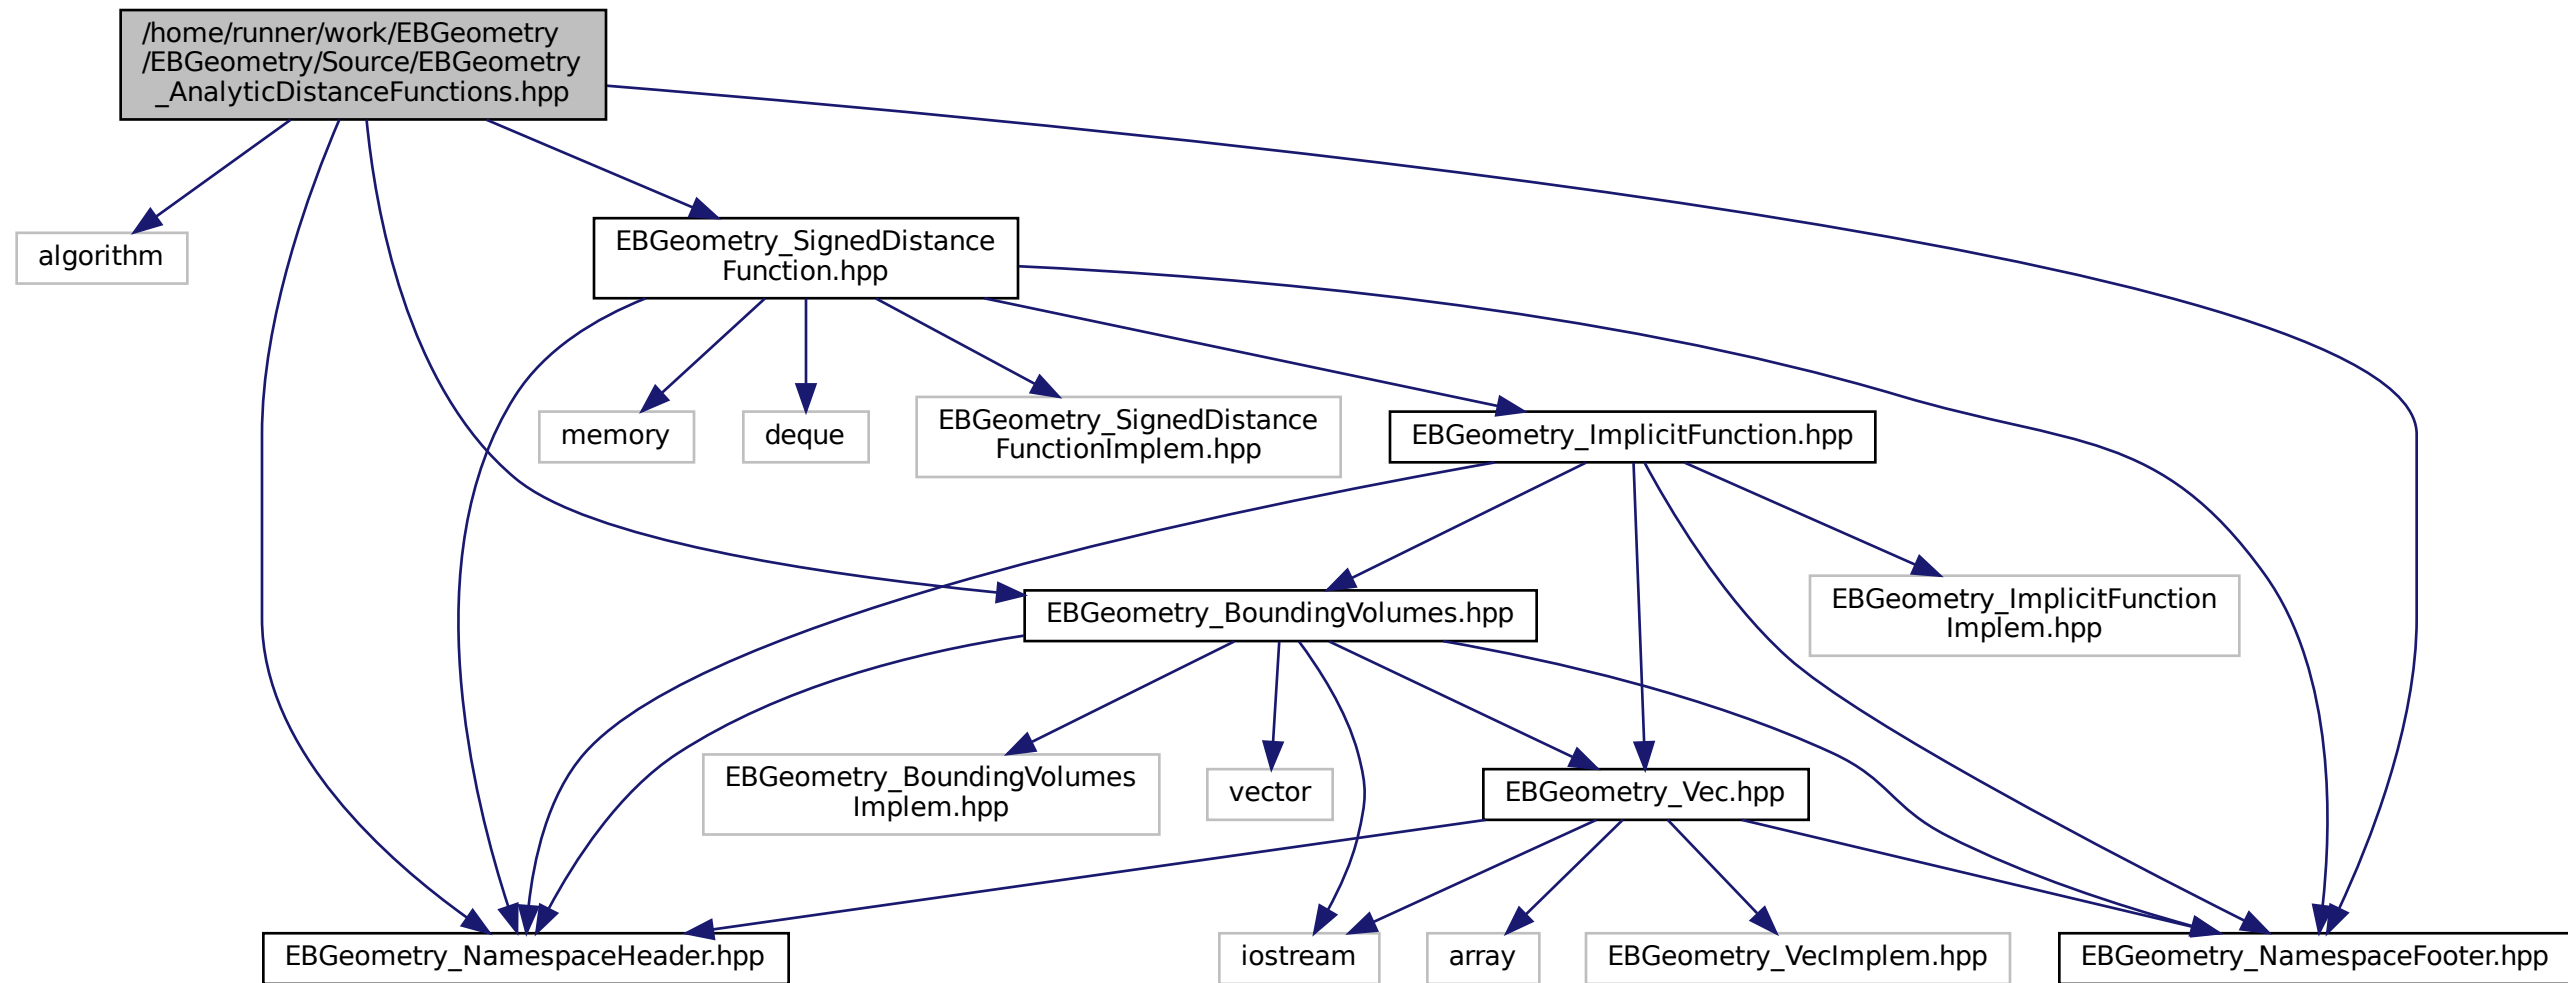 /home/runner/work/EBGeometry
/EBGeometry/Source/EBGeometry
_AnalyticDistanceFunctions.hpp
algorithm
EBGeometry_SignedDistance
Function.hpp
memory
deque
EBGeometry_SignedDistance
FunctionImplem.hpp
EBGeometry_ImplicitFunction.hpp
EBGeometry_BoundingVolumes.hpp
EBGeometry_ImplicitFunction
Implem.hpp
EBGeometry_BoundingVolumes
Implem.hpp
vector
EBGeometry_Vec.hpp
EBGeometry_NamespaceHeader.hpp
iostream
array
EBGeometry_VecImplem.hpp
EBGeometry_NamespaceFooter.hpp